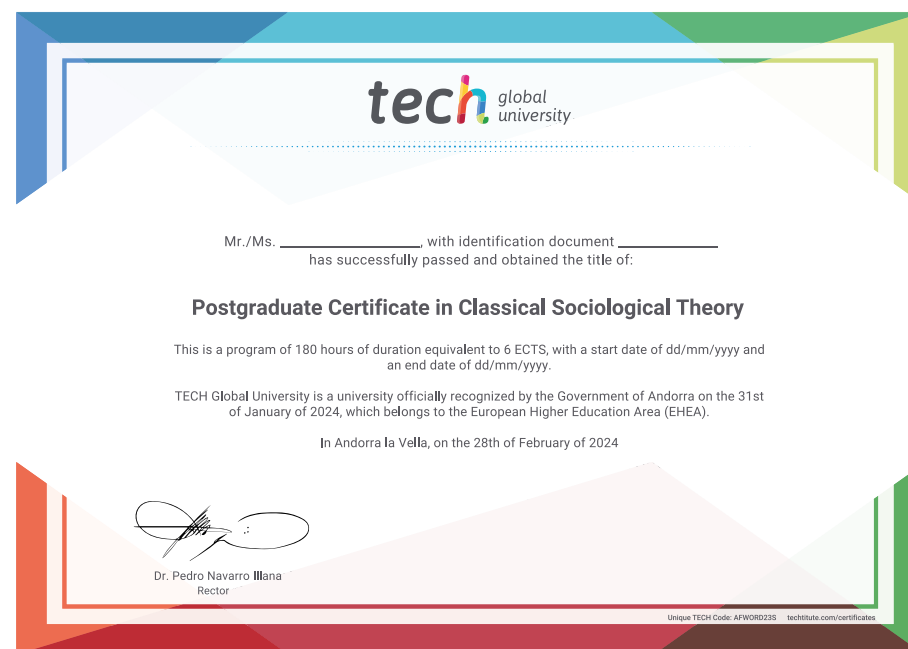 tech global university
Mr./Ms. ____________________, with identification document ______________
has successfully passed and obtained the title of:
Postgraduate Certificate in Classical Sociological Theory
This is a program of 180 hours of duration equivalent to 6 ECTS, with a start date of dd/mm/yyyy and
an end date of dd/mm/yyyy.
TECH Global University is a university officially recognized by the Government of Andorra on the 31st
of January of 2024, which belongs to the European Higher Education Area (EHEA).
In Andorra la Vella, on the 28th of February of 2024
Dr. Pedro Navarro Illana
Rector
Unique TECH Code: AFWORD23S techtitute.com/certificates